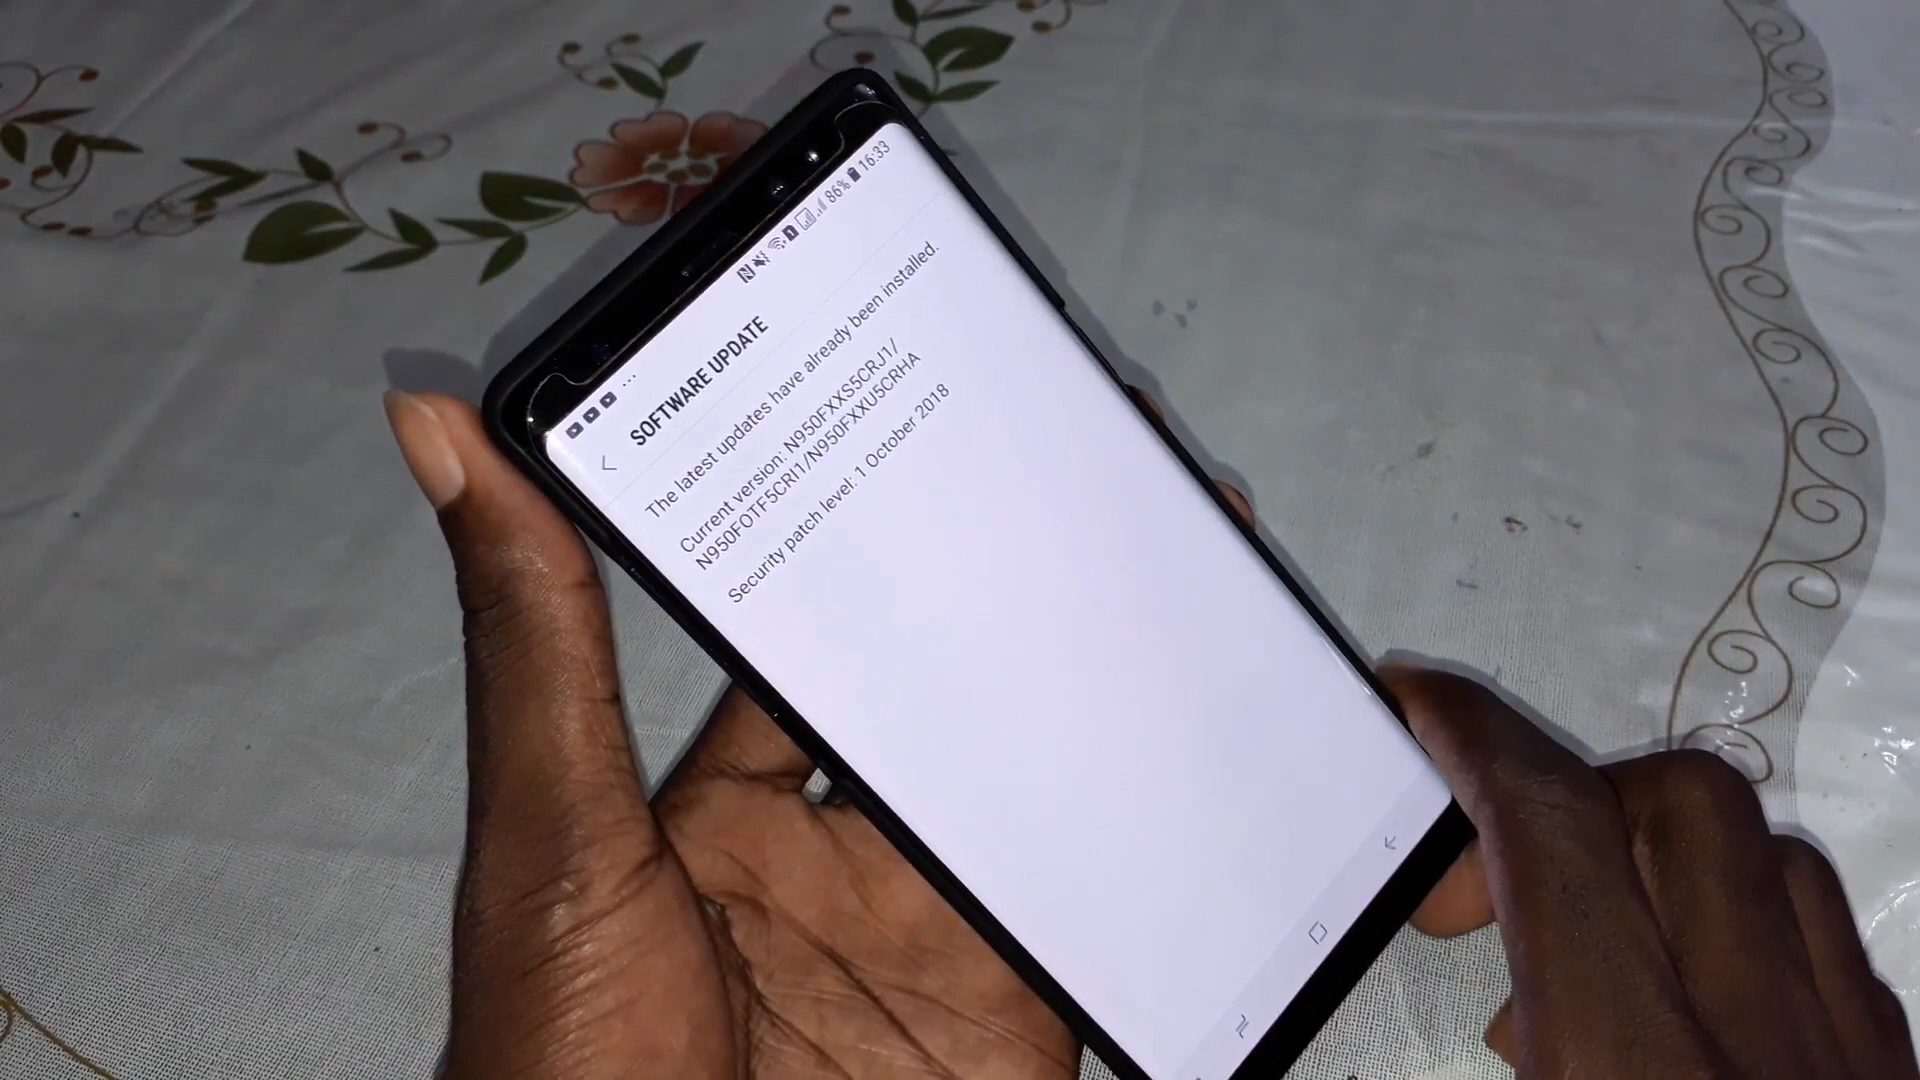 86% 16:33
SOFTWARE UPDATE
The latest updates have already been installed.
Current version: N950FXXS5CRJ1/
N950FOTF5CRI1/N950FXXU5CRHA
Security patch level: 1 October 2018